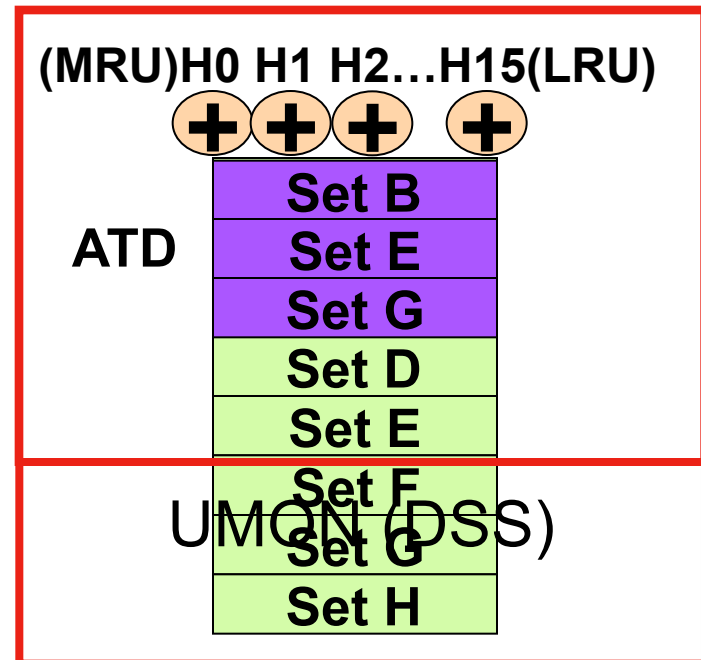 (MRU)H0 H1 H2...H15(LRU)
+ + + +
Set B
ATD
Set E
Set G
Set D
Set E
Set F
UMON (DSS)
Set G
Set H